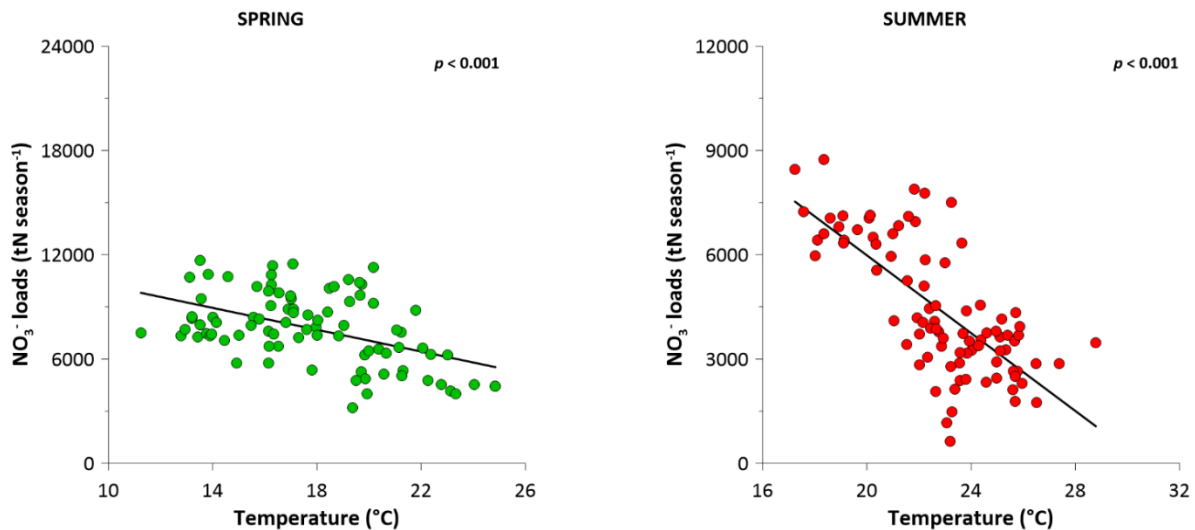 SPRING
p < 0.001
24000
18000
12000
6000
0
NO₃⁻ loads (tN season⁻¹)
10 14 18 22 26
Temperature (°C)
SUMMER
p < 0.001
12000
9000
6000
3000
0
NO₃⁻ loads (tN season⁻¹)
16 20 24 28 32
Temperature (°C)